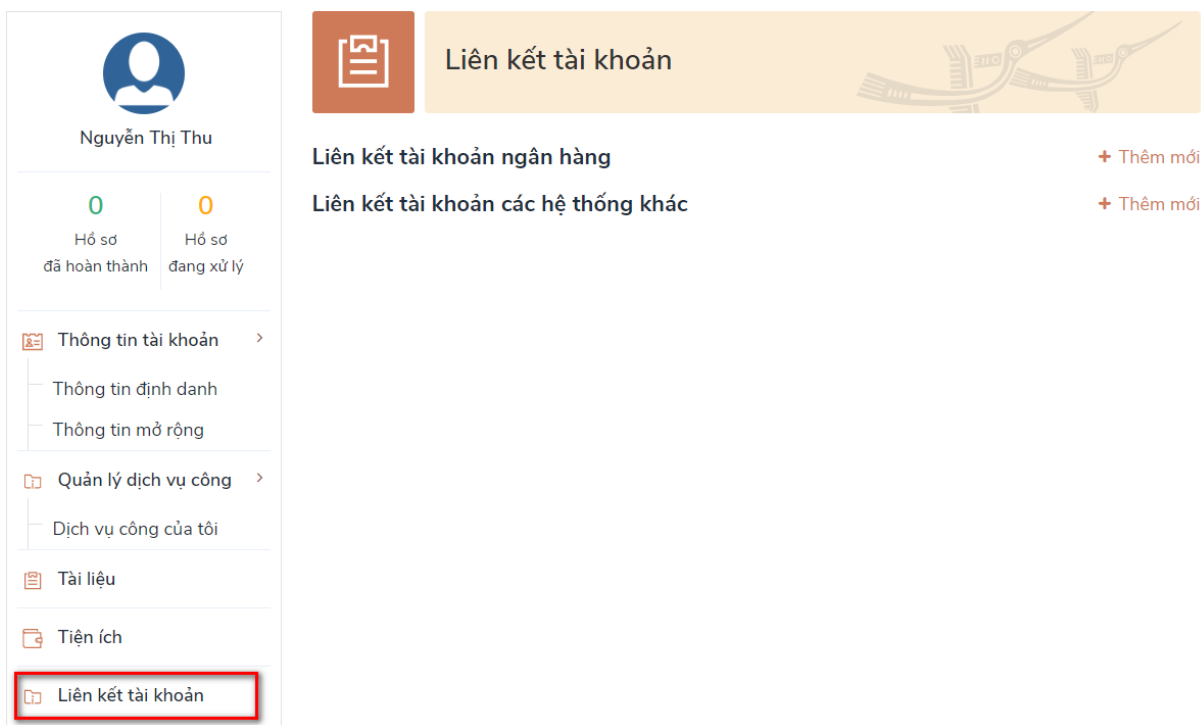 Nguyễn Thị Thu
0
Hồ sơ
đã hoàn thành
0
Hồ sơ
đang xử lý
Thông tin tài khoản
Thông tin định danh
Thông tin mở rộng
Quản lý dịch vụ công
Dịch vụ công của tôi
Tài liệu
Tiện ích
Liên kết tài khoản
Liên kết tài khoản
Liên kết tài khoản ngân hàng + Thêm mới
Liên kết tài khoản các hệ thống khác + Thêm mới